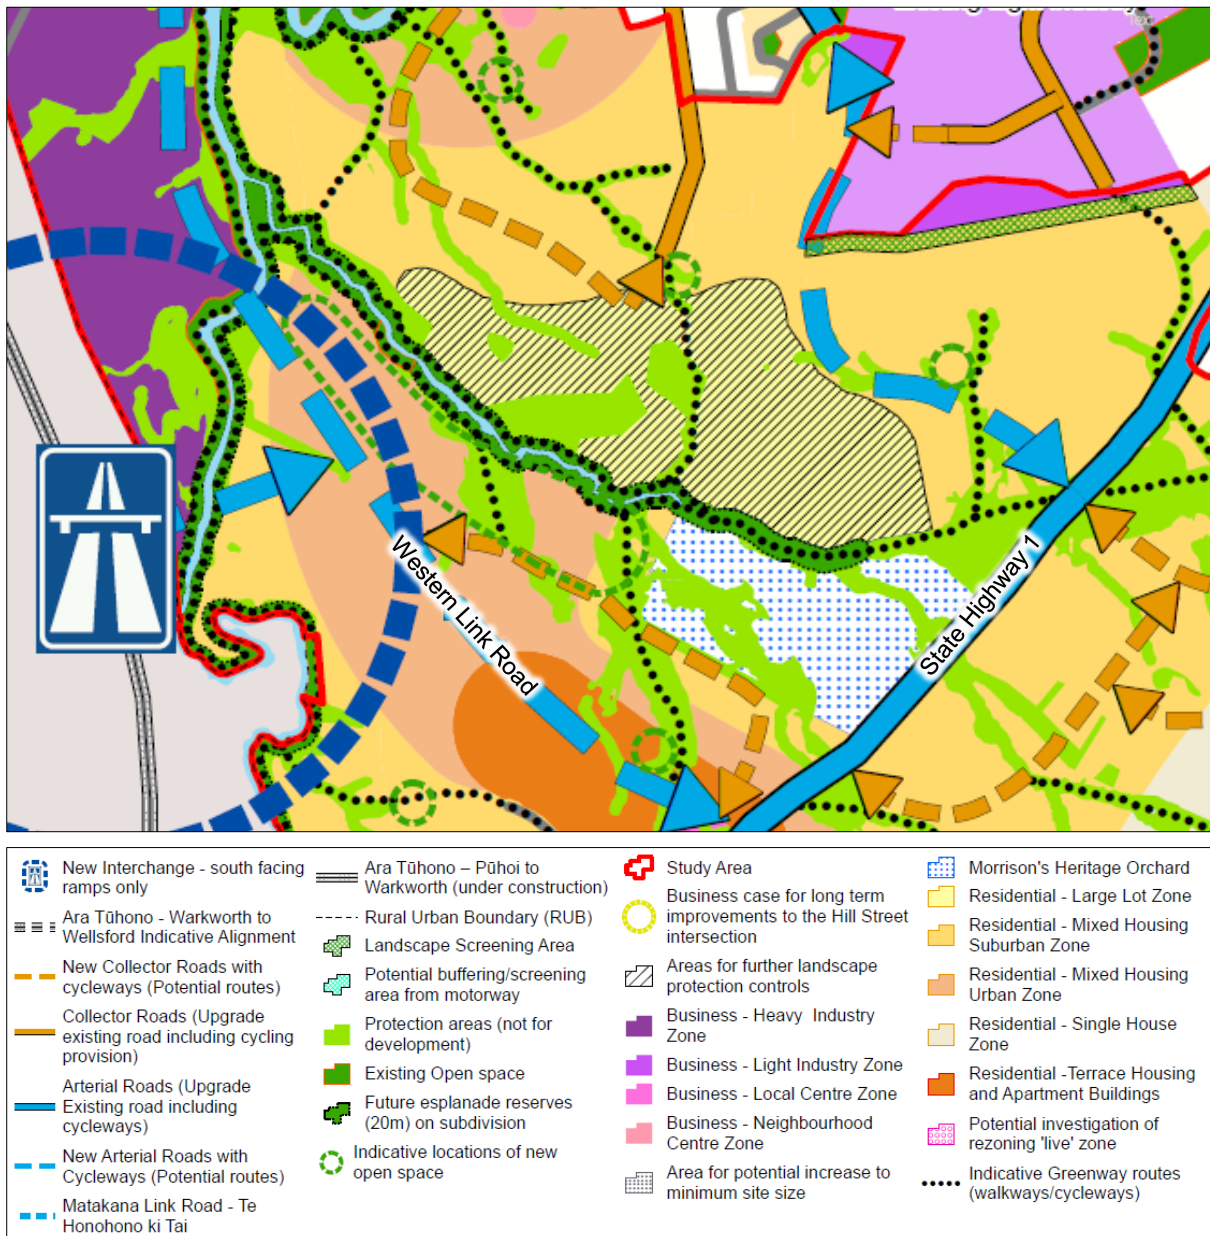 Text
Western Link Road
State Highway 1
New Interchange - south facing
ramps only
Ara Tūhono - Warkworth to
Wellsford Indicative Alignment
New Collector Roads with
cycleways (Potential routes)
Collector Roads (Upgrade
existing road including cycling
provision)
Arterial Roads (Upgrade
Existing road including
cycleways)
New Arterial Roads with
Cycleways (Potential routes)
Matakana Link Road - Te
Honohono ki Tai
Ara Tūhono – Pūhoi to
Warkworth (under construction)
Rural Urban Boundary (RUB)
Landscape Screening Area
Potential buffering/screening
area from motorway
Protection areas (not for
development)
Existing Open space
Future esplanade reserves
(20m) on subdivision
Indicative locations of new
open space
Study Area
Business case for long term
improvements to the Hill Street
intersection
Areas for further landscape
protection controls
Business - Heavy Industry
Zone
Business - Light Industry Zone
Business - Local Centre Zone
Business - Neighbourhood
Centre Zone
Area for potential increase to
minimum site size
Morrison's Heritage Orchard
Residential - Large Lot Zone
Residential - Mixed Housing
Suburban Zone
Residential - Mixed Housing
Urban Zone
Residential - Single House
Zone
Residential -Terrace Housing
and Apartment Buildings
Potential investigation of
rezoning 'live' zone
Indicative Greenway routes
(walkways/cycleways)